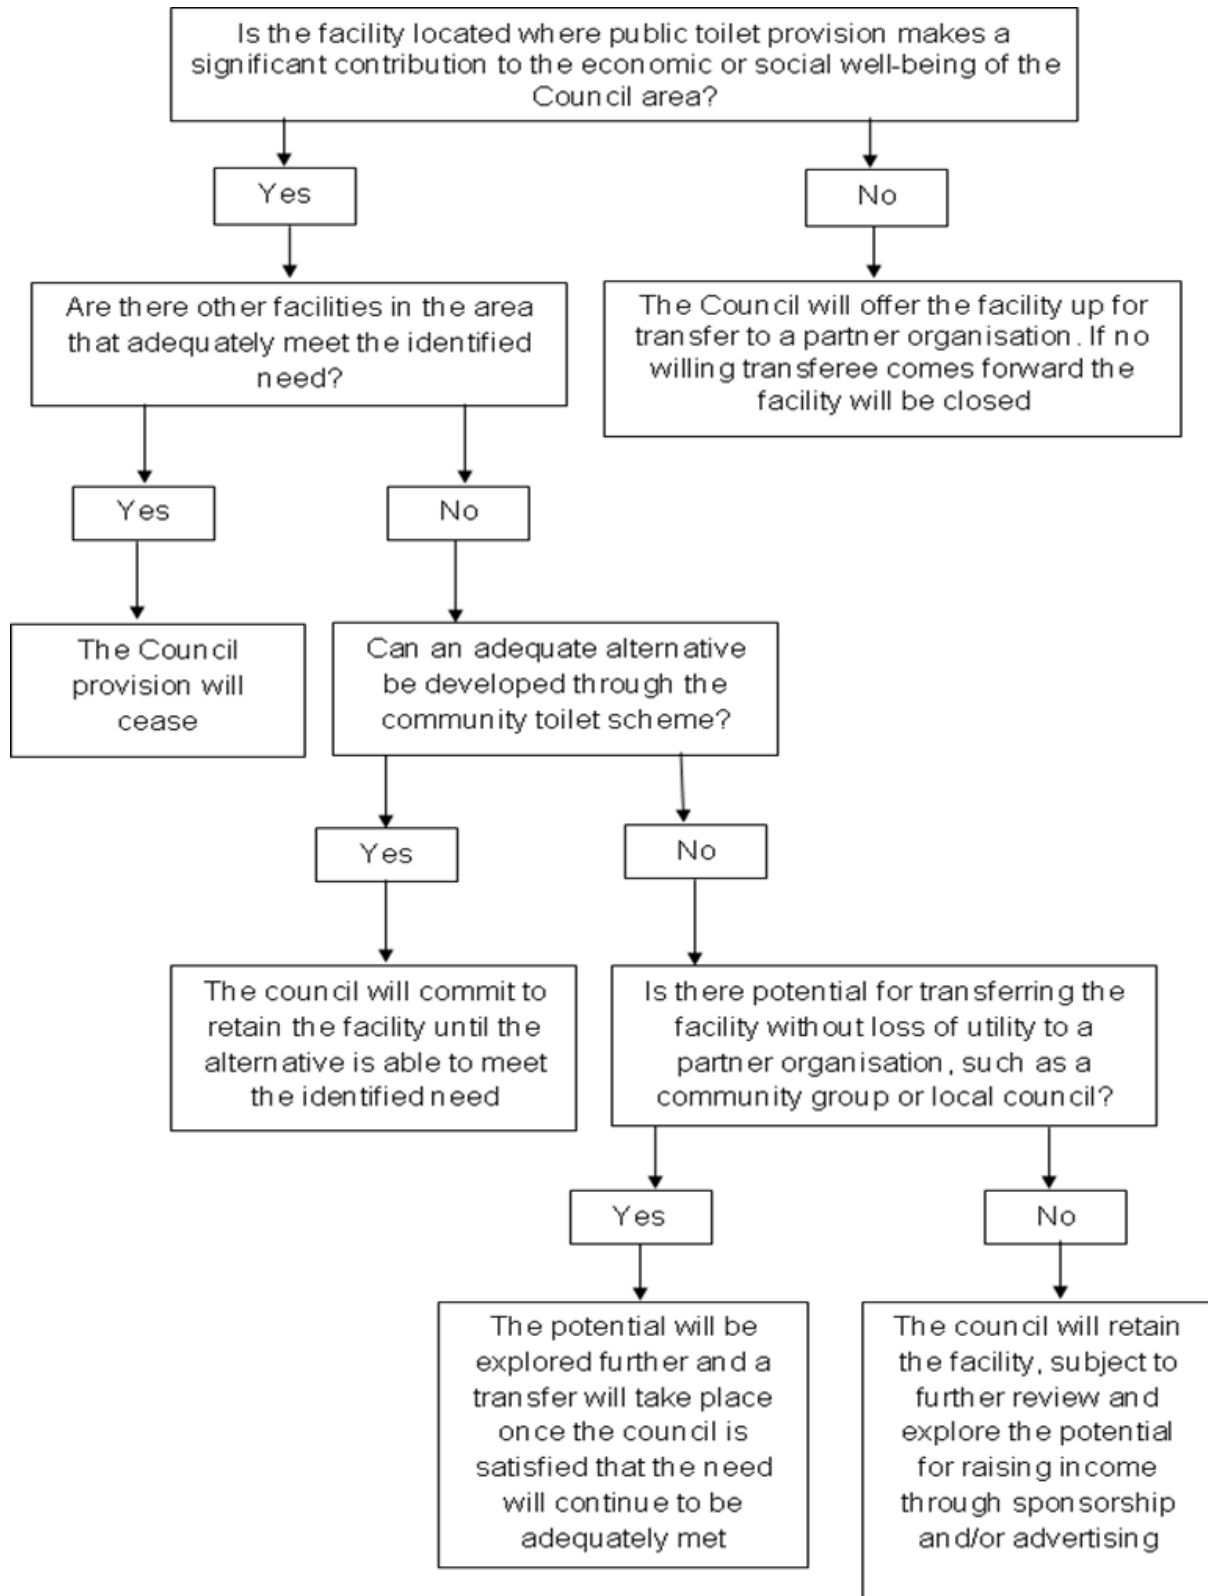 Is the facility located where public toilet provision makes a
significant contribution to the economic or social well-being of the
Council area?
Yes
No
Are there other facilities in the area
that adequately meet the identified
need?
The Council will offer the facility up for
transfer to a partner organisation. If no
willing transferee comes forward the
facility will be closed
Yes
No
The Council
provision will
cease
Can an adequate alternative
be developed through the
community toilet scheme?
Yes
No
The council will commit to
retain the facility until the
alternative is able to meet
the identified need
Is there potential for transferring the
facility without loss of utility to a
partner organisation, such as a
community group or local council?
Yes
No
The potential will be
explored further and a
transfer will take place
once the council is
satisfied that the need
will continue to be
adequately met
The council will retain
the facility, subject to
further review and
explore the potential
for raising income
through sponsorship
and/or advertising